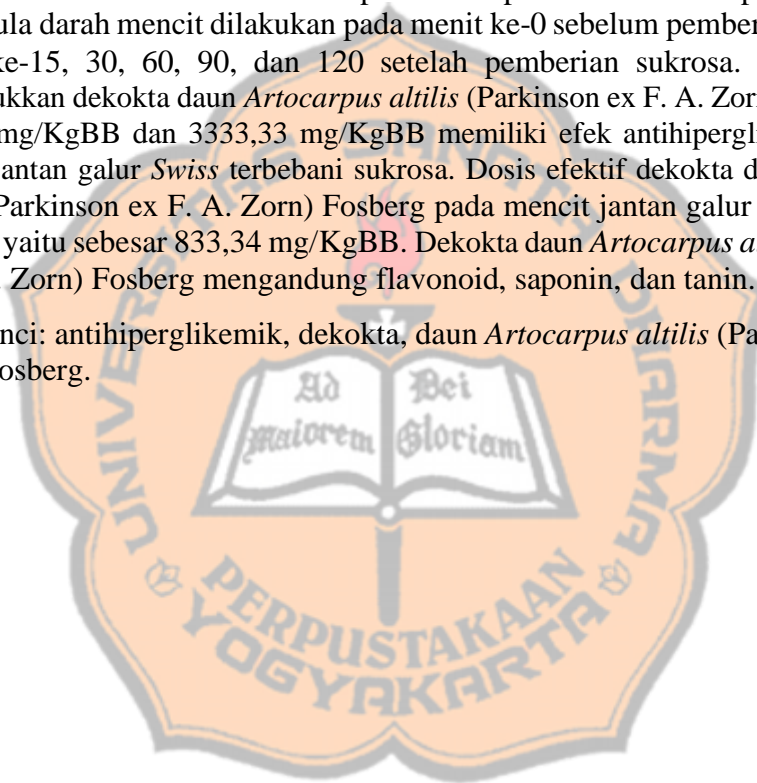 ula darah mencit dilakukan pada menit ke-0 sebelum pember
ke-15, 30, 60, 90, dan 120 setelah pemberian sukrosa.
ukkan dekokta daun Artocarpus altilis (Parkinson ex F. A. Zorn
mg/KgBB dan 3333,33 mg/KgBB memiliki efek antihipergli
antan galur Swiss terbebani sukrosa. Dosis efektif dekokta d
Parkinson ex F. A. Zorn) Fosberg pada mencit jantan galur
yaitu sebesar 833,34 mg/KgBB. Dekokta daun Artocarpus a
. Zorn) Fosberg mengandung flavonoid, saponin, dan tanin.
nci: antihiperglikemik, dekokta, daun Artocarpus altilis (Pa
osberg.
UNIVERSITAS SANATA DHARMA
Ad Maiorem
Dei Gloriam
PERPUSTAKAAN
YOGYAKARTA